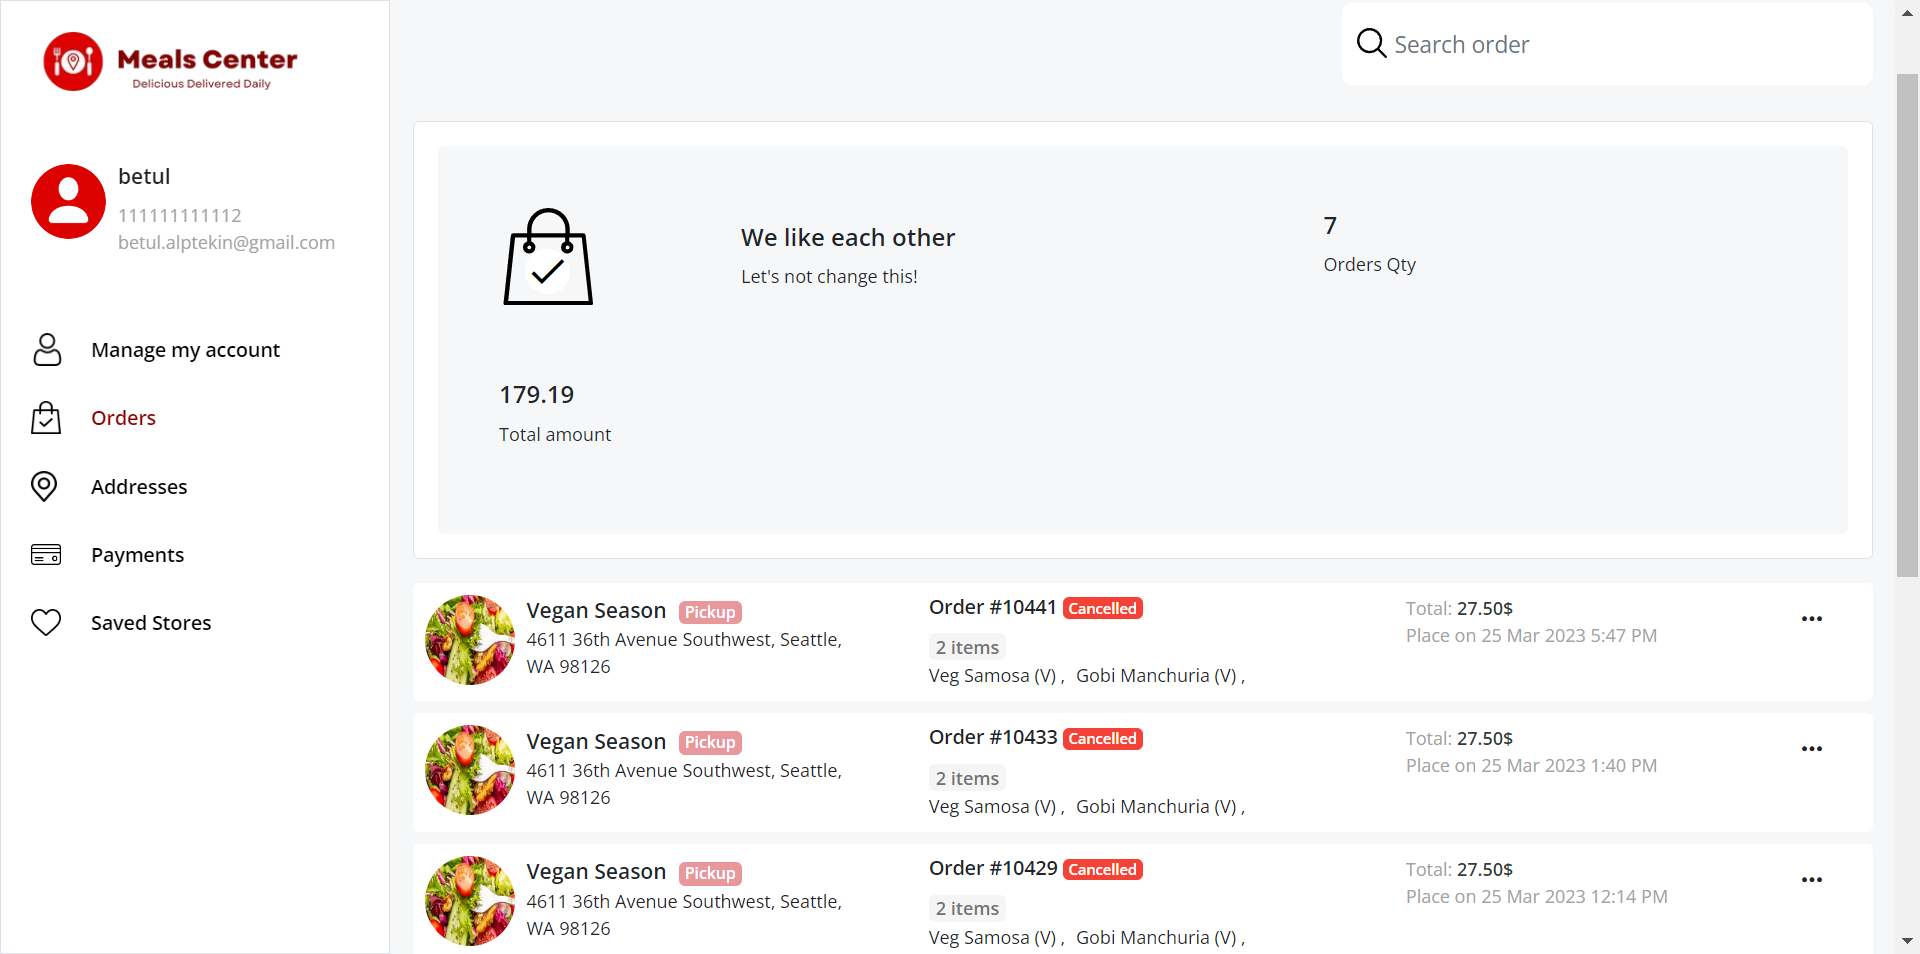 Meals Center
Delicious Delivered Daily
betul
111111111112
betul.alptekin@gmail.com
Manage my account
Orders
Addresses
Payments
Saved Stores
Search order
We like each other
Let's not change this!
7
Orders Qty
179.19
Total amount
Vegan Season Pickup
4611 36th Avenue Southwest, Seattle,
WA 98126
Order #10441 Cancelled
2 items
Veg Samosa (V) , Gobi Manchuria (V) ,
Total: 27.50$
Place on 25 Mar 2023 5:47 PM
Vegan Season Pickup
4611 36th Avenue Southwest, Seattle,
WA 98126
Order #10433 Cancelled
2 items
Veg Samosa (V) , Gobi Manchuria (V) ,
Total: 27.50$
Place on 25 Mar 2023 1:40 PM
Vegan Season Pickup
4611 36th Avenue Southwest, Seattle,
WA 98126
Order #10429 Cancelled
2 items
Veg Samosa (V) , Gobi Manchuria (V) ,
Total: 27.50$
Place on 25 Mar 2023 12:14 PM